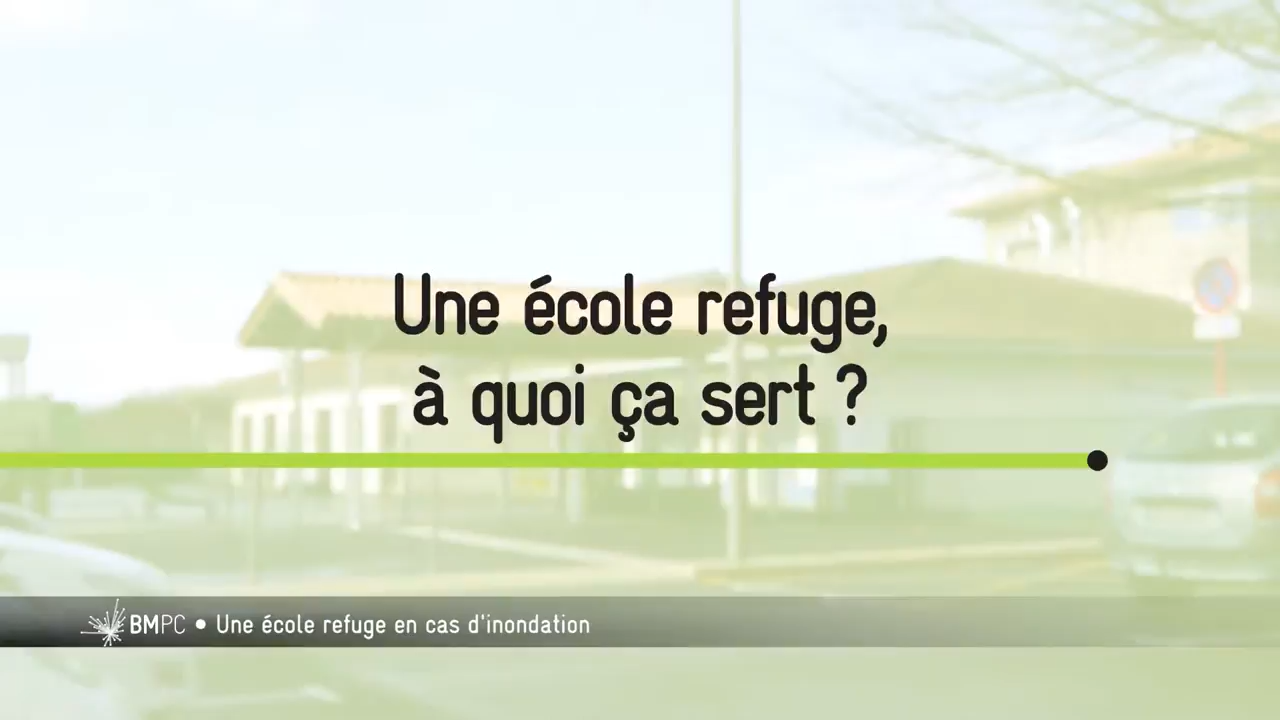 Une école refuge,
à quoi ça sert ?
BMPC • Une école refuge en cas d'inondation